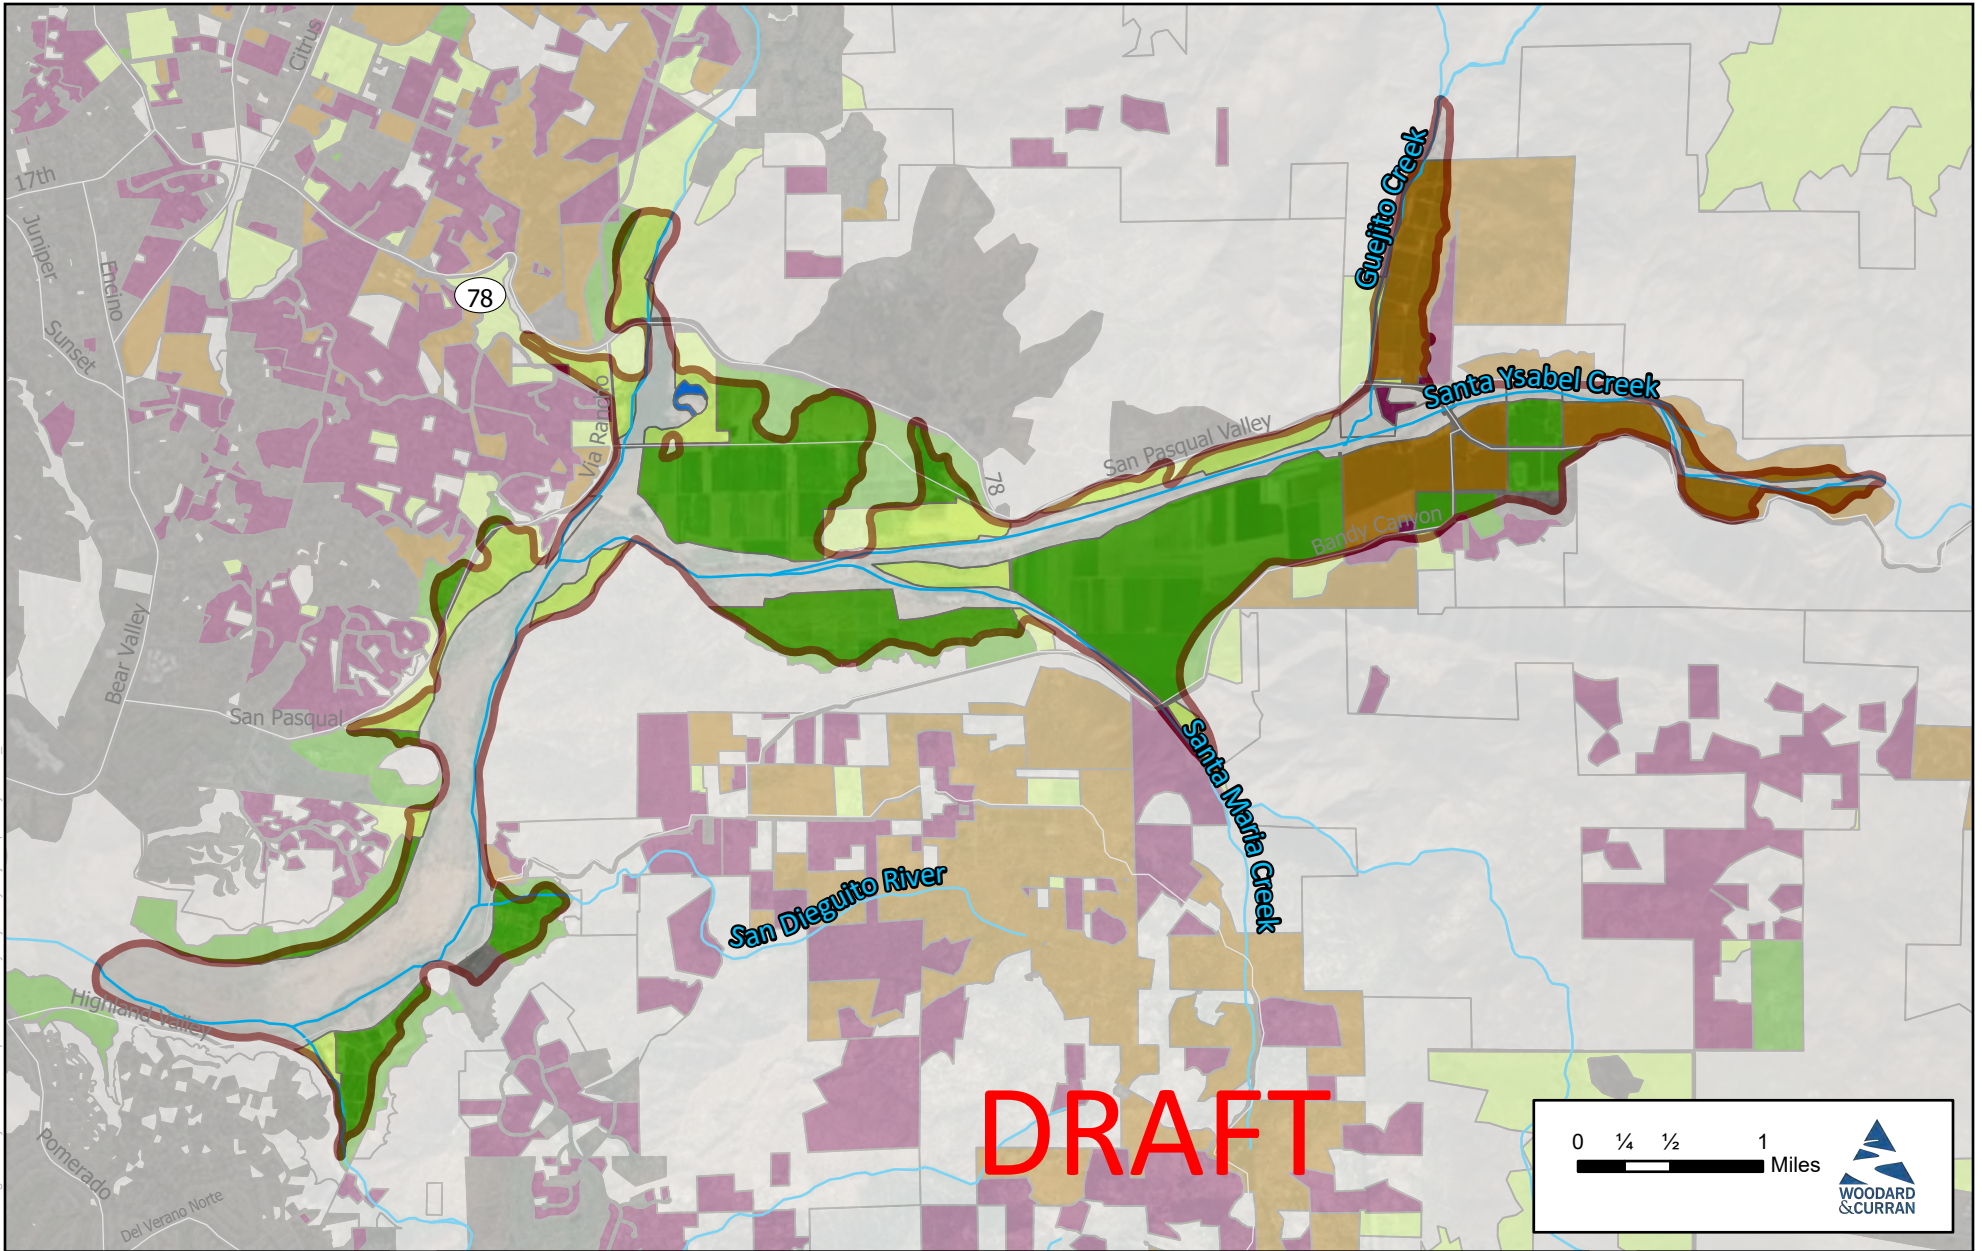 Citrus
17th
Juniper
Encino
Sunset
78
Guejito Creek
Santa Ysabel Creek
Via Rancho
San Pasqual Valley
78
Bandy Canyon
Bear Valley
San Pasqual
Santa Maria Creek
San Dieguito River
Highland Valley
Pomerado
Del Verano Norte
DRAFT
0 ¼ ½ 1
Miles
WOODARD
&CURRAN